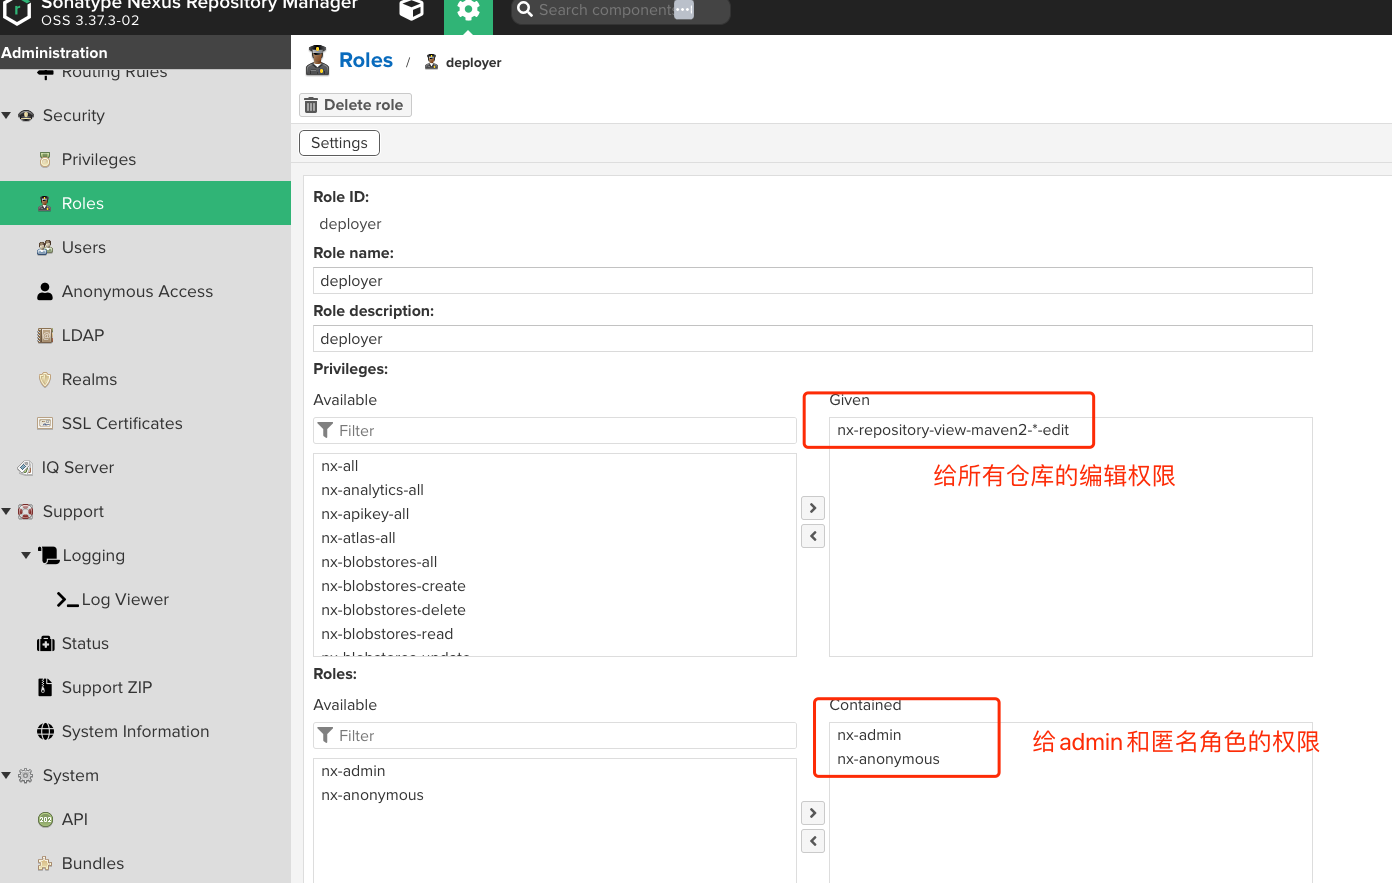 Sonatype Nexus Repository Manager
OSS 3.37.3-02
Search component
Administration
Routing Rules
Security
Privileges
Roles
Users
Anonymous Access
LDAP
Realms
SSL Certificates
IQ Server
Support
Logging
Log Viewer
Status
Support ZIP
System Information
System
API
Bundles
Roles / deployer
Delete role
Settings
Role ID:
deployer
Role name:
deployer
Role description:
deployer
Privileges:
Available
Filter
nx-all
nx-analytics-all
nx-apikey-all
nx-atlas-all
nx-blobstores-all
nx-blobstores-create
nx-blobstores-delete
nx-blobstores-read
nx-blobstores-update
Given
nx-repository-view-maven2-*-edit
给所有仓库的编辑权限
Roles:
Available
Filter
nx-admin
nx-anonymous
Contained
nx-admin
nx-anonymous
给admin和匿名角色的权限